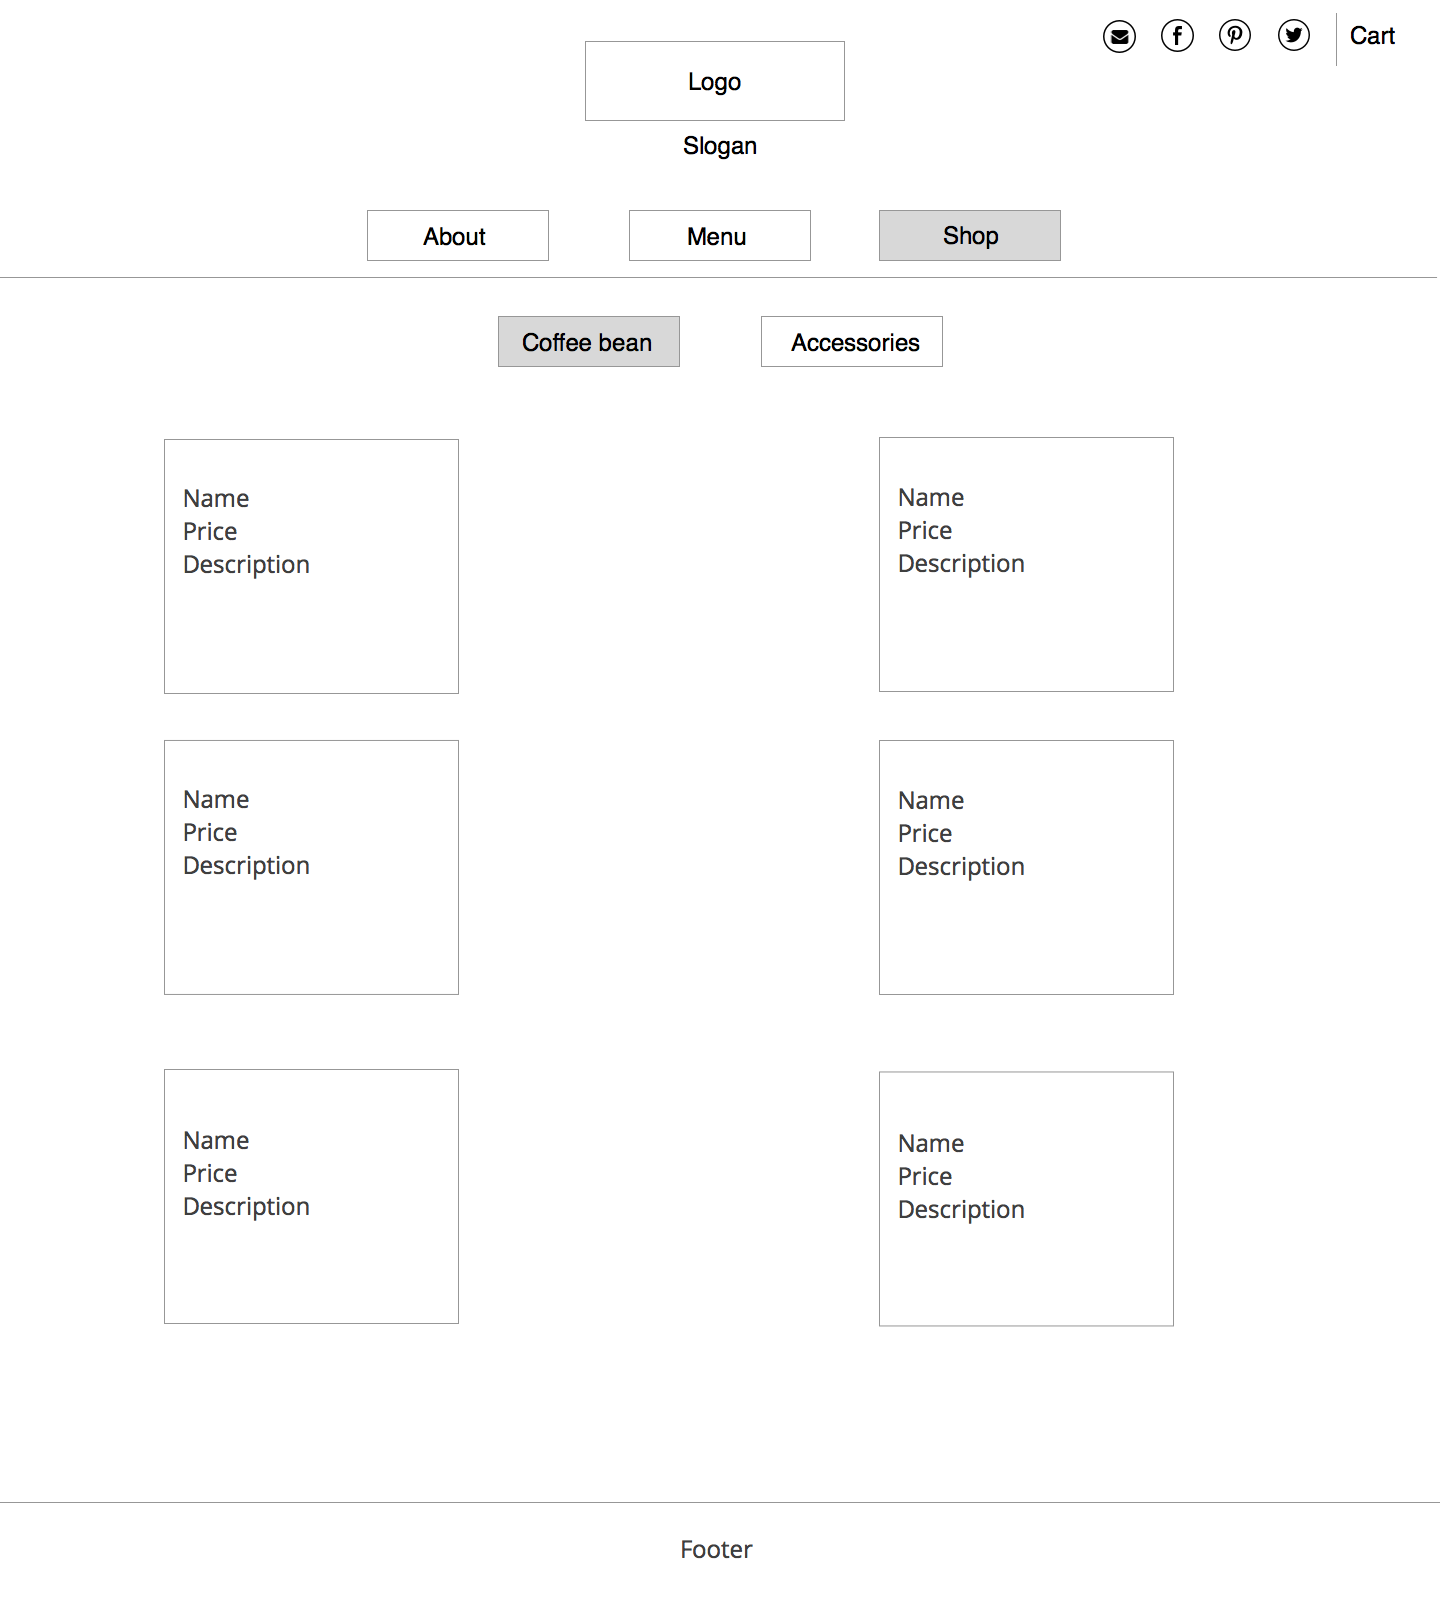 Cart
Logo
Slogan
About
Menu
Shop
Coffee bean
Accessories
Name
Price
Description
Name
Price
Description
Name
Price
Description
Name
Price
Description
Name
Price
Description
Name
Price
Description
Footer